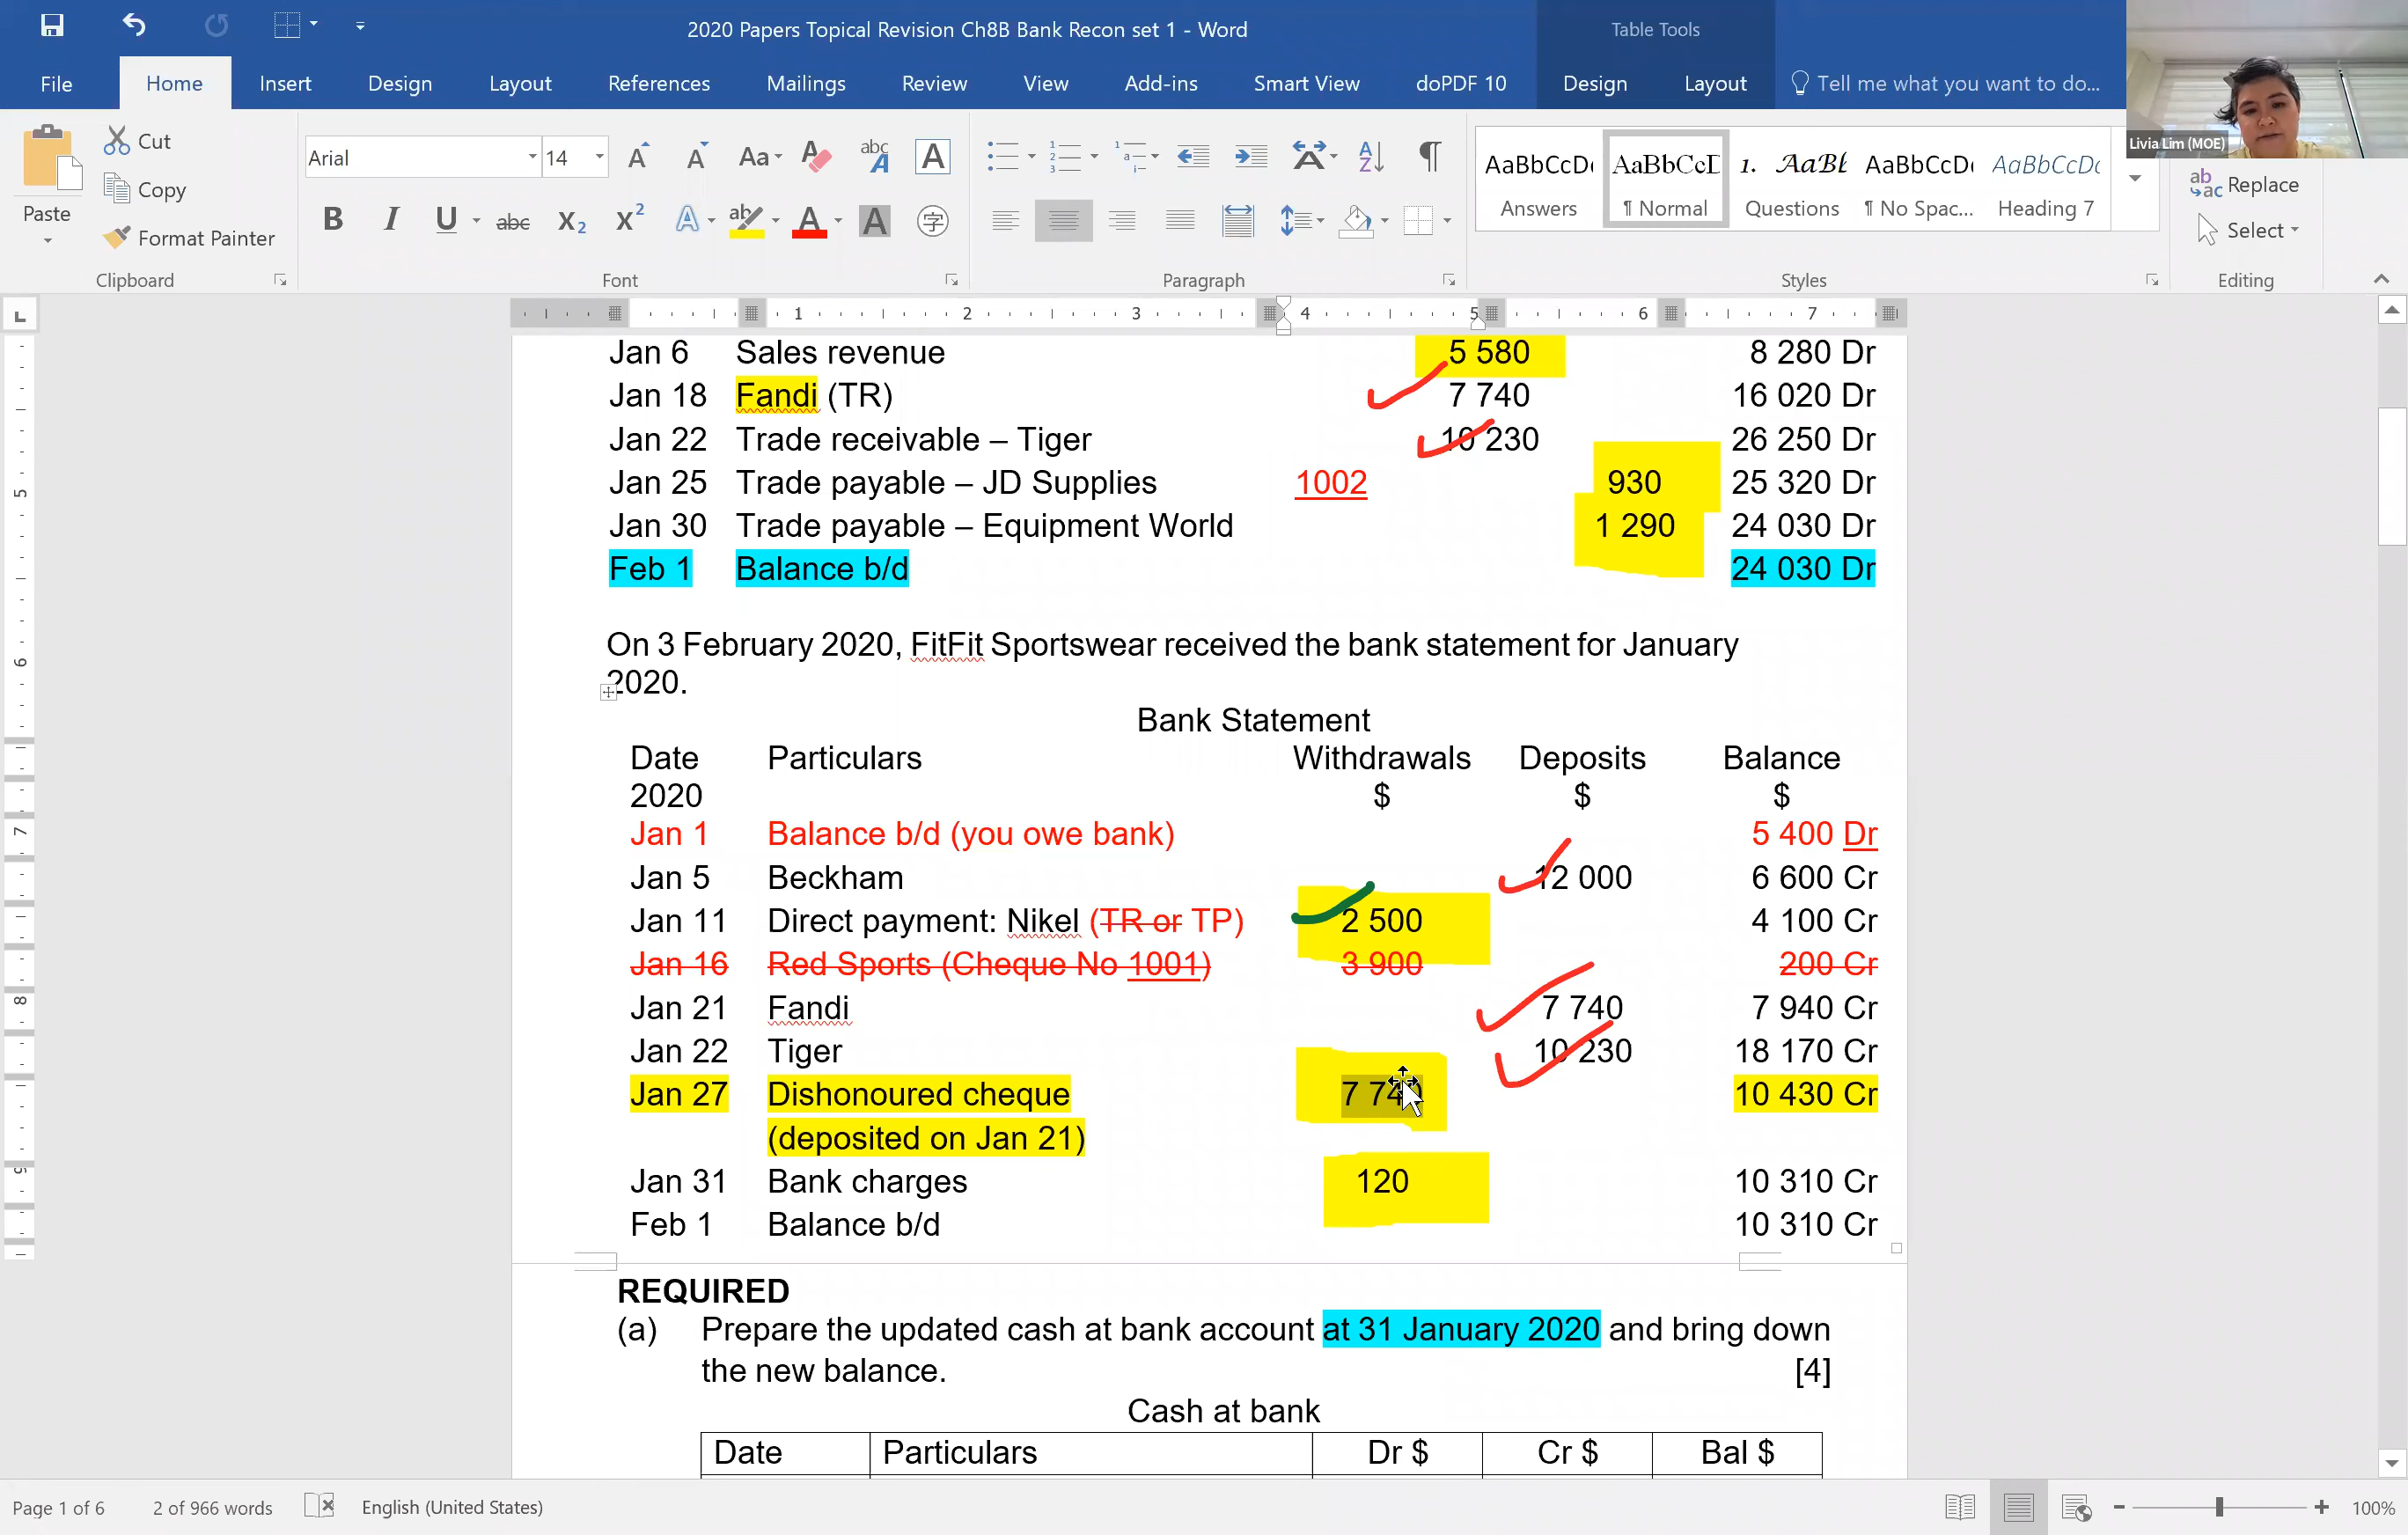 2020 Papers Topical Revision Ch8B Bank Recon set 1 - Word
Table Tools
File Home Insert Design Layout References Mailings Review View Add-ins Smart View doPDF 10 Design Layout Tell me what you want to do...
Livia Lim (MOE)
Paste
Cut
Copy
Format Painter
Clipboard
Arial 14
Font
Paragraph
AaBbCcD AaBbCcD 1. AaBb AaBbCcD AaBbCcD
Answers ¶ Normal Questions ¶ No Spac... Heading 7
Styles
Replace
Select
Editing
1 2 3 4 5 6 7
Jan 6 Sales revenue 5 580 8 280 Dr
Jan 18 Fandi (TR) 7 740 16 020 Dr
Jan 22 Trade receivable – Tiger 10 230 26 250 Dr
Jan 25 Trade payable – JD Supplies 1002 930 25 320 Dr
Jan 30 Trade payable – Equipment World 1 290 24 030 Dr
Feb 1 Balance b/d 24 030 Dr
On 3 February 2020, FitFit Sportswear received the bank statement for January
2020.
Bank Statement
Date Particulars Withdrawals Deposits Balance
2020 $ $ $
Jan 1 Balance b/d (you owe bank) 5 400 Dr
Jan 5 Beckham 12 000 6 600 Cr
Jan 11 Direct payment: Nikel (TR or TP) 2 500 4 100 Cr
Jan 16 Red Sports (Cheque No 1001) 3 900 200 Cr
Jan 21 Fandi 7 740 7 940 Cr
Jan 22 Tiger 10 230 18 170 Cr
Jan 27 Dishonoured cheque 7 740 10 430 Cr
(deposited on Jan 21)
Jan 31 Bank charges 120 10 310 Cr
Feb 1 Balance b/d 10 310 Cr
REQUIRED
(a) Prepare the updated cash at bank account at 31 January 2020 and bring down
the new balance. [4]
Cash at bank
Date Particulars Dr $ Cr $ Bal $
Page 1 of 6 2 of 966 words English (United States) 100%